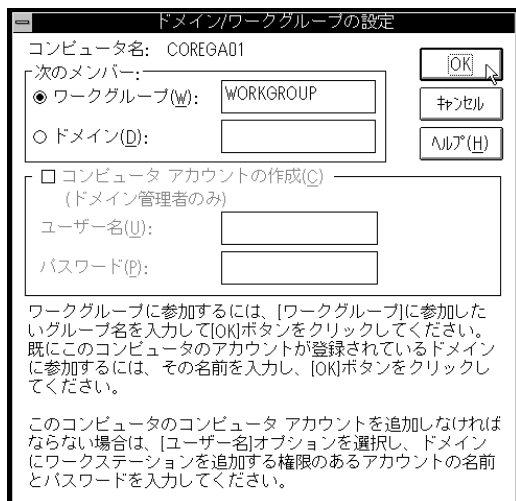 ドメイン/ワークグループの設定
コンピュータ名: COREGA01
OK
次のメンバー:
ワークグループ(W): WORKGROUP
キャンセル
ドメイン(D):
ヘルプ(H)
コンピュータ アカウントの作成(C)
(ドメイン管理者のみ)
ユーザー名(U):
パスワード(P):
ワークグループに参加するには、[ワークグループ]に参加した
いグループ名を入力して[OK]ボタンをクリックしてください。
既にこのコンピュータのアカウントが登録されているドメイン
に参加するには、その名前を入力し、[OK]ボタンをクリックし
てください。
このコンピュータのコンピュータ アカウントを追加しなければ
ならない場合は、[ユーザー名]オプションを選択し、ドメイン
にワークステーションを追加する権限のあるアカウントの名前
とパスワードを入力してください。